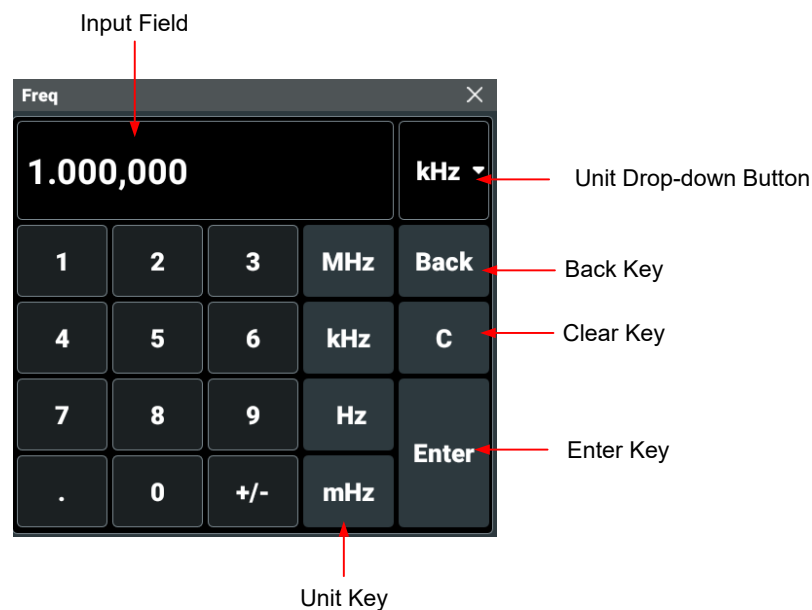 Input Field
Freq
1.000,000 kHz
Unit Drop-down Button
1 2 3 MHz Back
Back Key
4 5 6 kHz C
Clear Key
7 8 9 Hz
Enter
Enter Key
. 0 +/- mHz
Unit Key